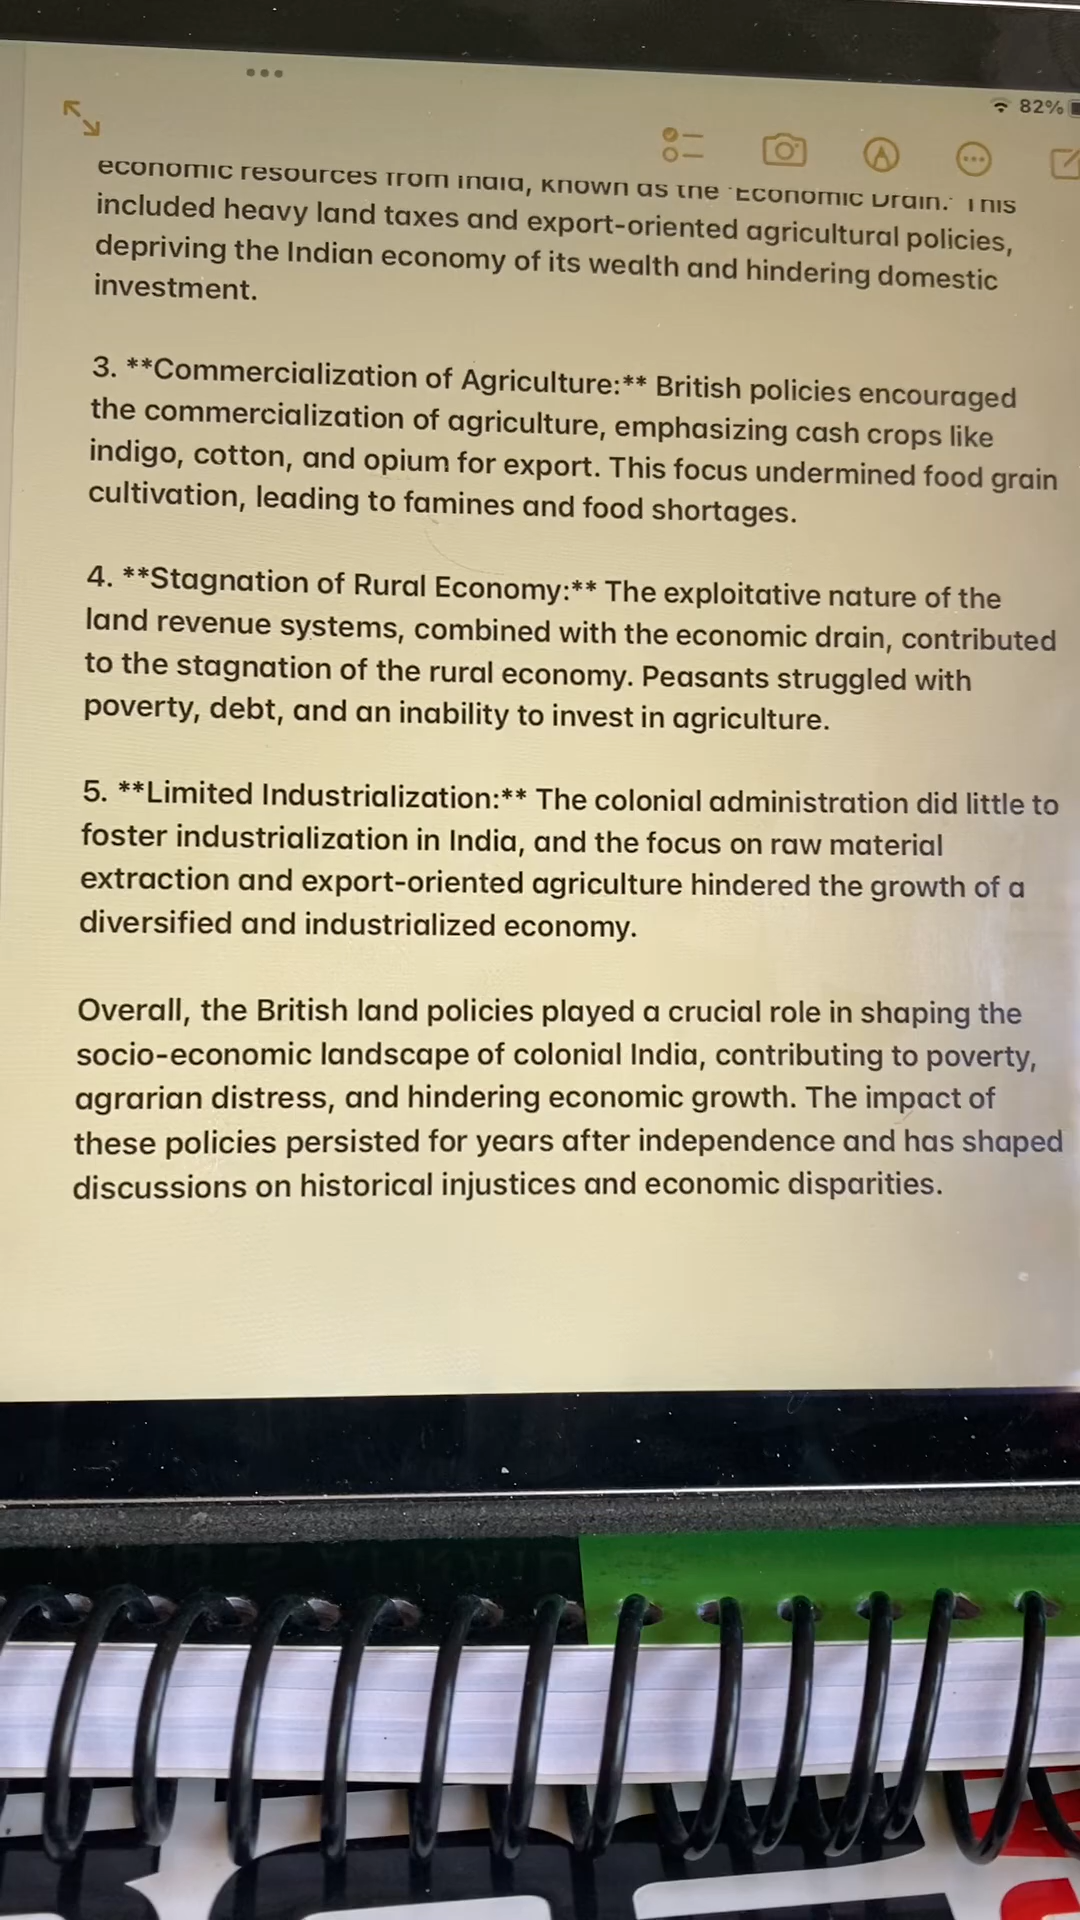 82%
economic resources from India, known as the "Economic Drain." This
included heavy land taxes and export-oriented agricultural policies,
depriving the Indian economy of its wealth and hindering domestic
investment.
3. **Commercialization of Agriculture:** British policies encouraged
the commercialization of agriculture, emphasizing cash crops like
indigo, cotton, and opium for export. This focus undermined food grain
cultivation, leading to famines and food shortages.
4. **Stagnation of Rural Economy:** The exploitative nature of the
land revenue systems, combined with the economic drain, contributed
to the stagnation of the rural economy. Peasants struggled with
poverty, debt, and an inability to invest in agriculture.
5. **Limited Industrialization:** The colonial administration did little to
foster industrialization in India, and the focus on raw material
extraction and export-oriented agriculture hindered the growth of a
diversified and industrialized economy.
Overall, the British land policies played a crucial role in shaping the
socio-economic landscape of colonial India, contributing to poverty,
agrarian distress, and hindering economic growth. The impact of
these policies persisted for years after independence and has shaped
discussions on historical injustices and economic disparities.